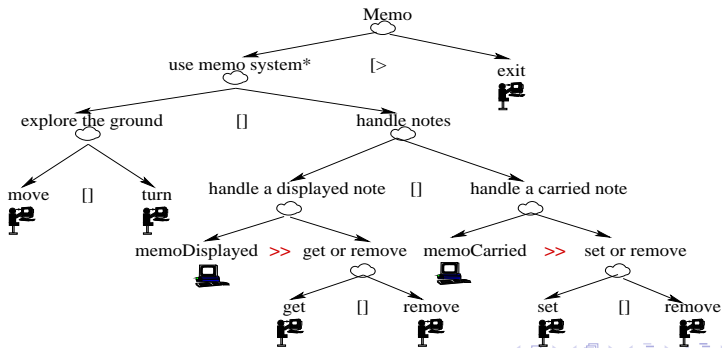 Memo
use memo system* [> exit
explore the ground [] handle notes
move [] turn handle a displayed note [] handle a carried note
memoDisplayed >> get or remove memoCarried >> set or remove
get [] remove set [] remove